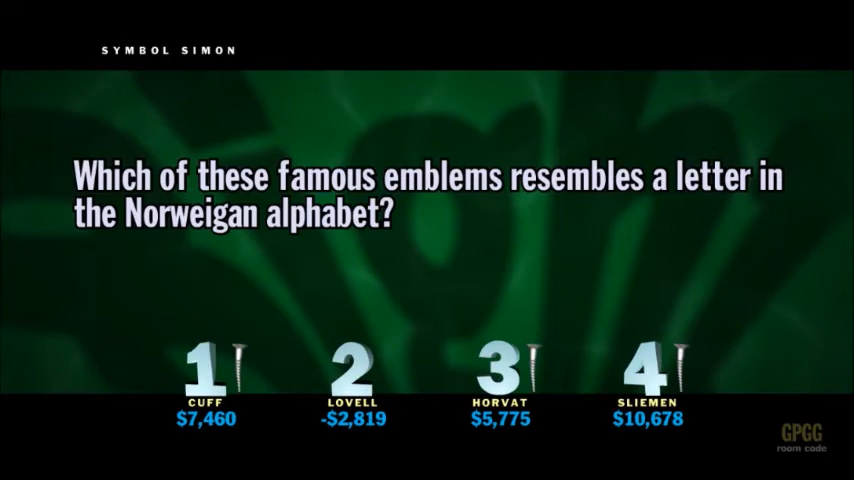 SYMBOL SIMON
Which of these famous emblems resembles a letter in
the Norweigan alphabet?
1 2 3 4
CUFF LOVELL HORVAT SLIEMEN
$7,460 -$2,819 $5,775 $10,678
GPGG
room code